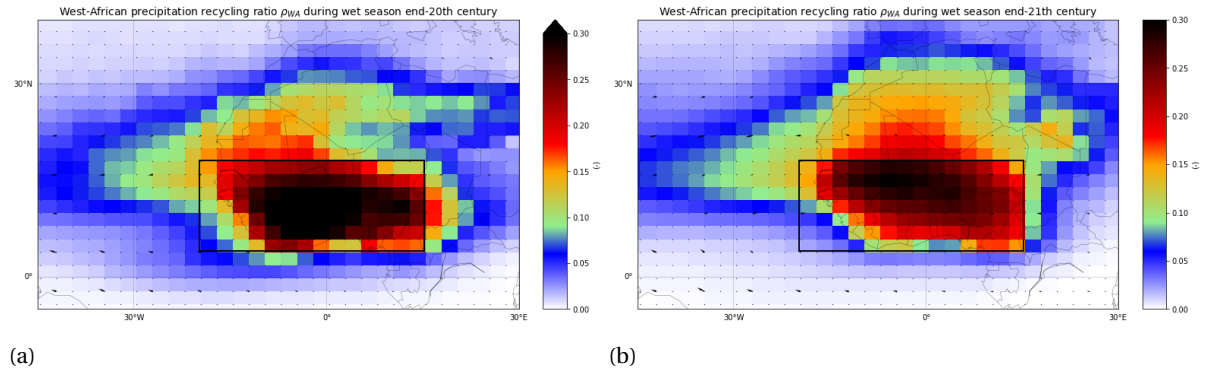 West-African precipitation recycling ratio ρWA during wet season end-20th century
30°N
0°
30°W
0°
30°E
0.30
0.25
0.20
0.15
0.10
0.05
0.00
(-)
(a)
West-African precipitation recycling ratio ρWA during wet season end-21th century
30°N
0°
30°W
0°
30°E
0.30
0.25
0.20
0.15
0.10
0.05
0.00
(-)
(b)